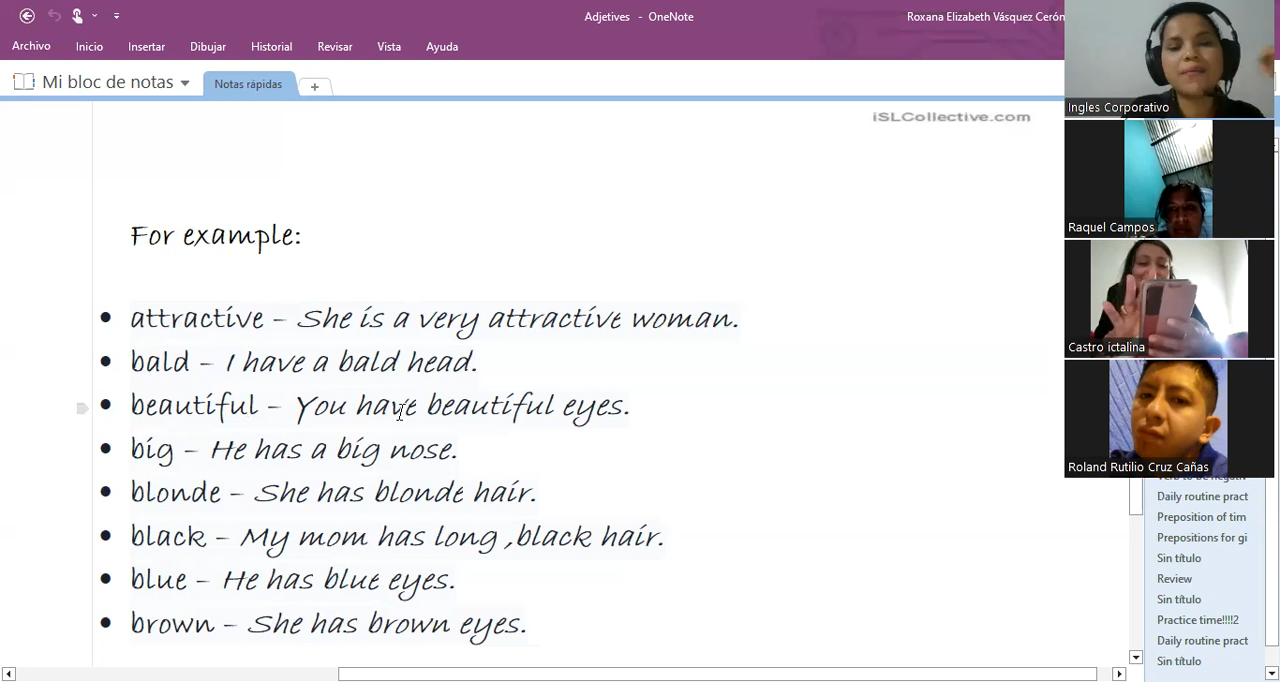 Adjetives - OneNote
Roxana Elizabeth Vásquez Cerón
Archivo Inicio Insertar Dibujar Historial Revisar Vista Ayuda
Mi bloc de notas Notas rápidas +
iSLCollective.com
For example:
• attractive – She is a very attractive woman.
• bald – I have a bald head.
• beautiful – You have beautiful eyes.
• big – He has a big nose.
• blonde – She has blonde hair.
• black – My mom has long ,black hair.
• blue – He has blue eyes.
• brown – She has brown eyes.
Ingles Corporativo
Raquel Campos
Castro ictalina
Roland Rutilio Cruz Cañas
Verb to be negativ
Daily routine pract
Preposition of tim
Prepositions for gi
Sin título
Review
Sin título
Practice time!!!!2
Daily routine pract
Sin título